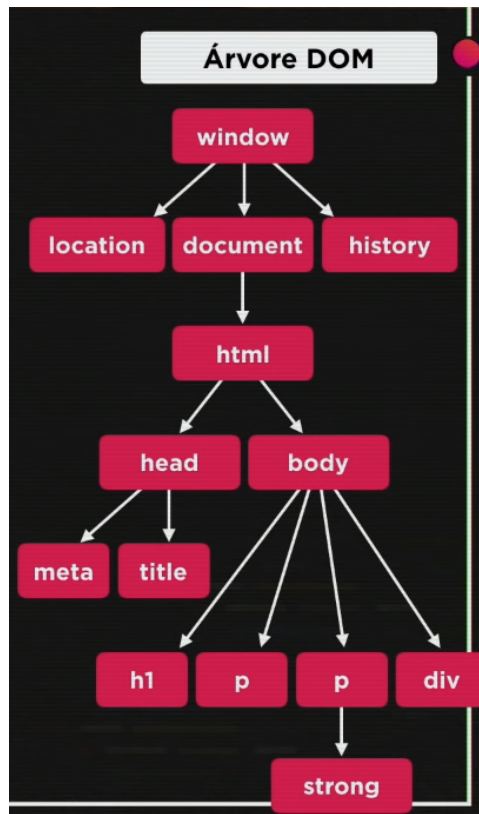 Árvore DOM
window
location document history
html
head body
meta title
h1 p p div
strong